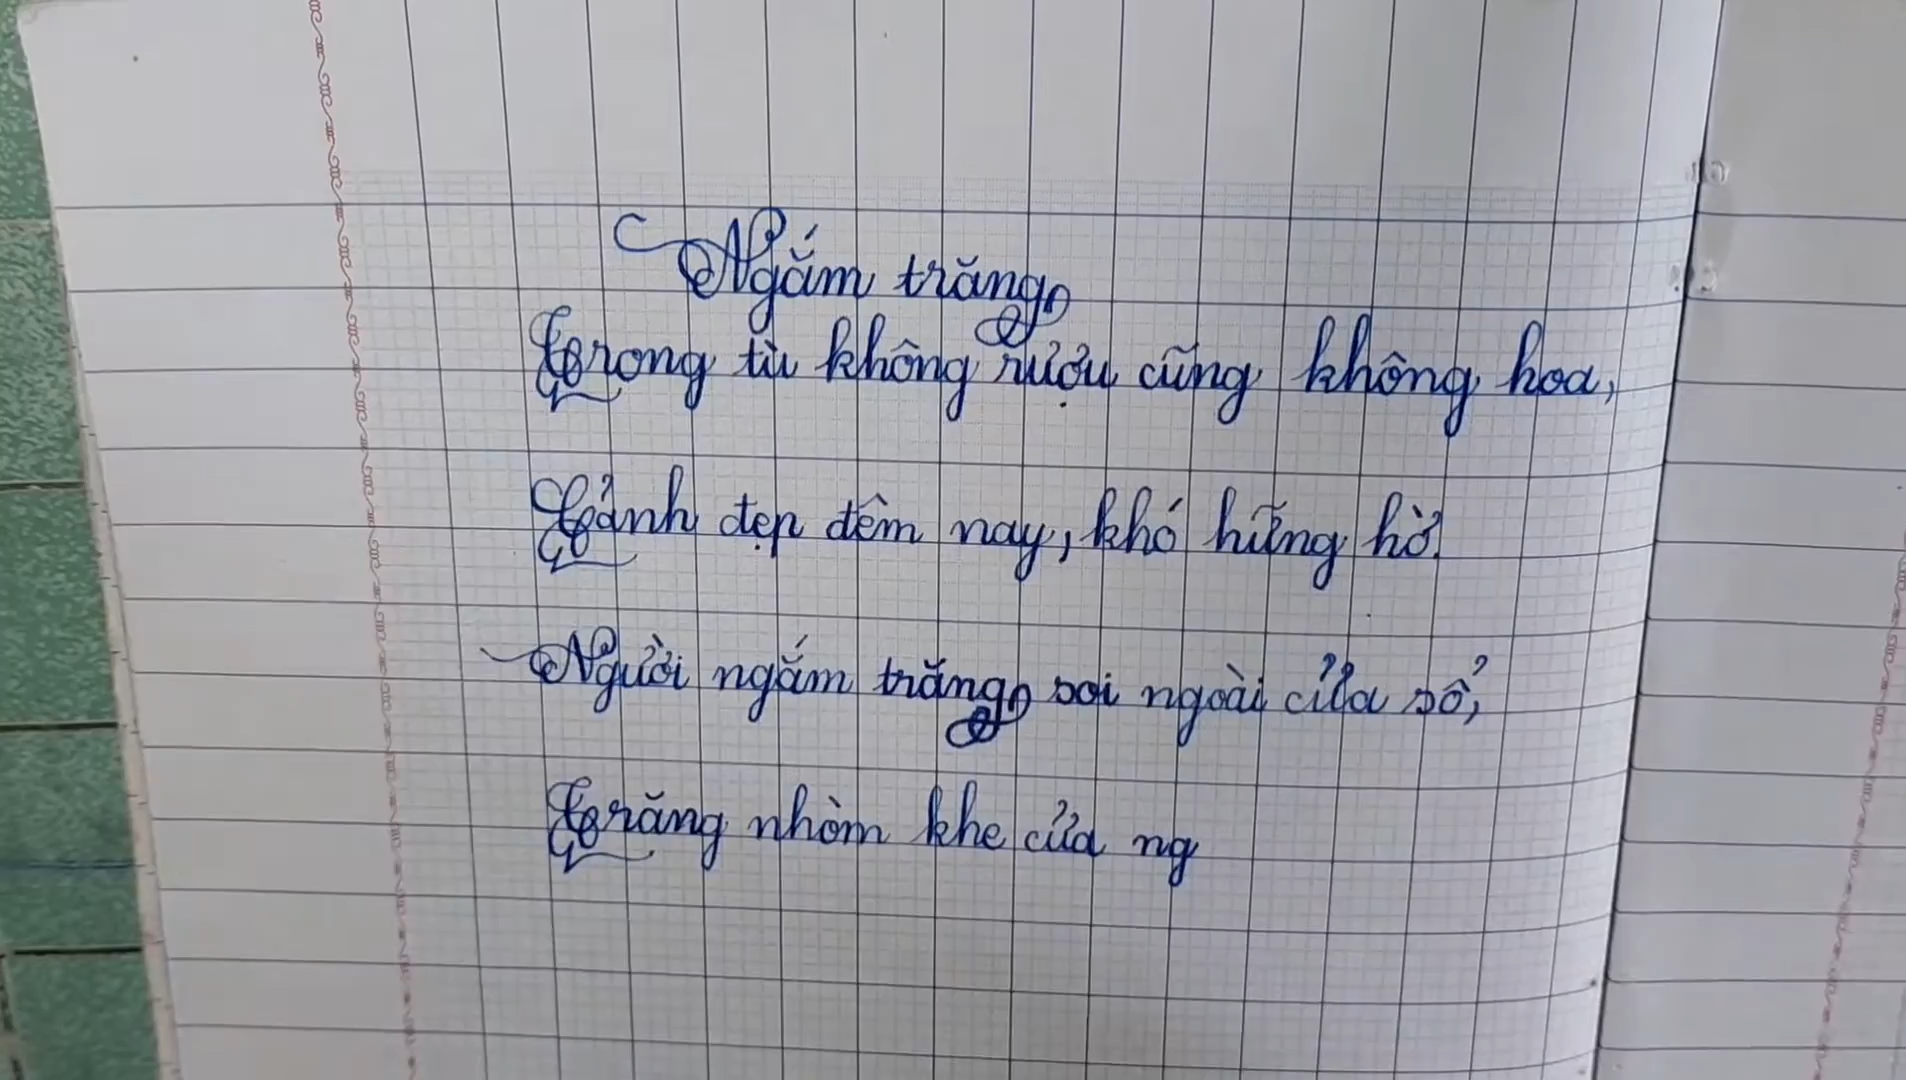 Ngắm trăng
Trong tù không rượu cũng không hoa,
Cảnh đẹp đêm nay, khó hững hờ.
Người ngắm trăng soi ngoài cửa sổ,
Trăng nhòm khe cửa ng